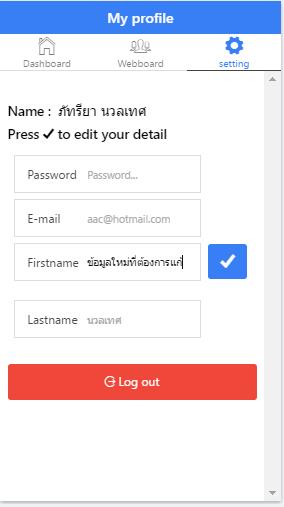 My profile
Dashboard
Webboard
setting
Name : ภัทรียา นวลเทศ
Press ✔ to edit your detail
Password Password...
E-mail aac@hotmail.com
Firstname ข้อมูลใหม่ที่ต้องการแก่
Lastname นวลเทศ
Log out